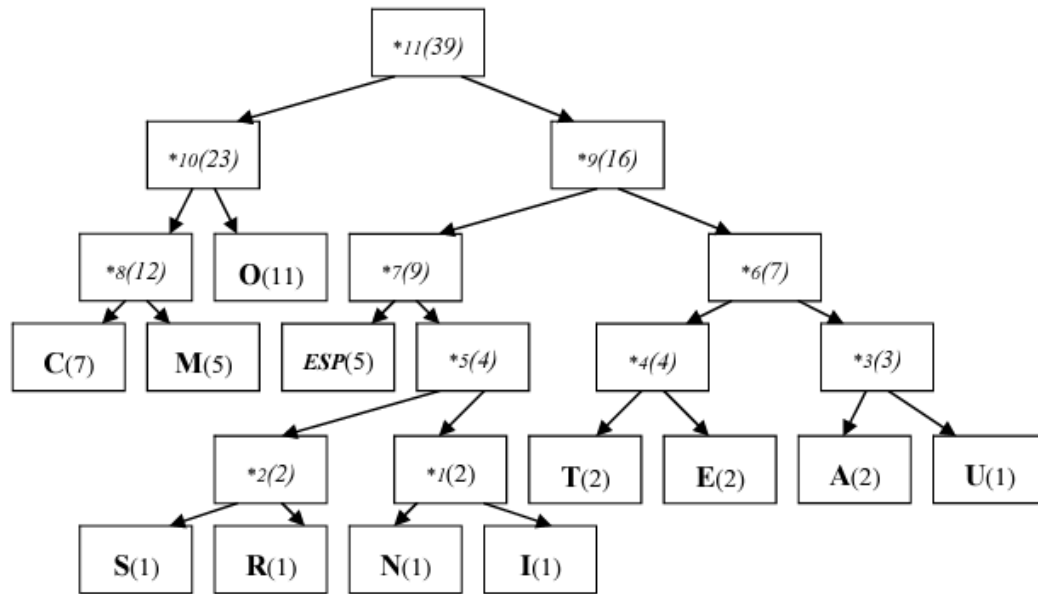 *11(39)
*10(23) *9(16)
*8(12) O(11) *7(9) *6(7)
C(7) M(5) ESP(5) *5(4) *4(4) *3(3)
*2(2) *1(2) T(2) E(2) A(2) U(1)
S(1) R(1) N(1) I(1)